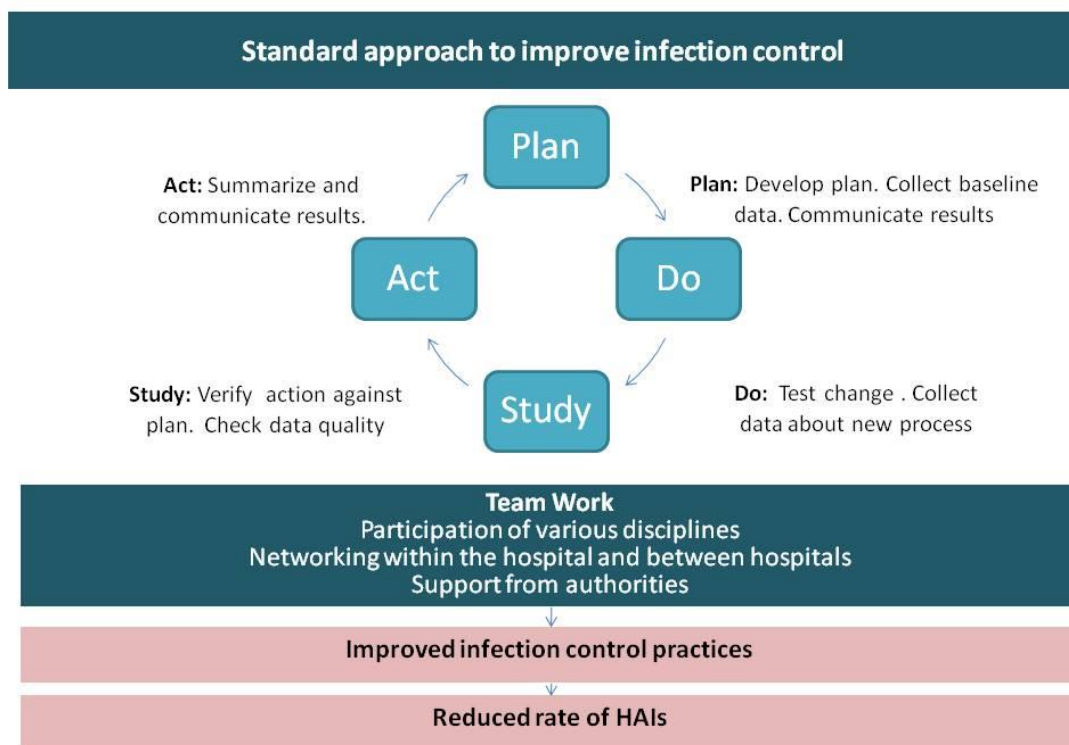 Standard approach to improve infection control
Plan
Act: Summarize and
communicate results.
Plan: Develop plan. Collect baseline
data. Communicate results
Act
Do
Study: Verify action against
plan. Check data quality
Study
Do: Test change . Collect
data about new process
Team Work
Participation of various disciplines
Networking within the hospital and between hospitals
Support from authorities
Improved infection control practices
Reduced rate of HAIs